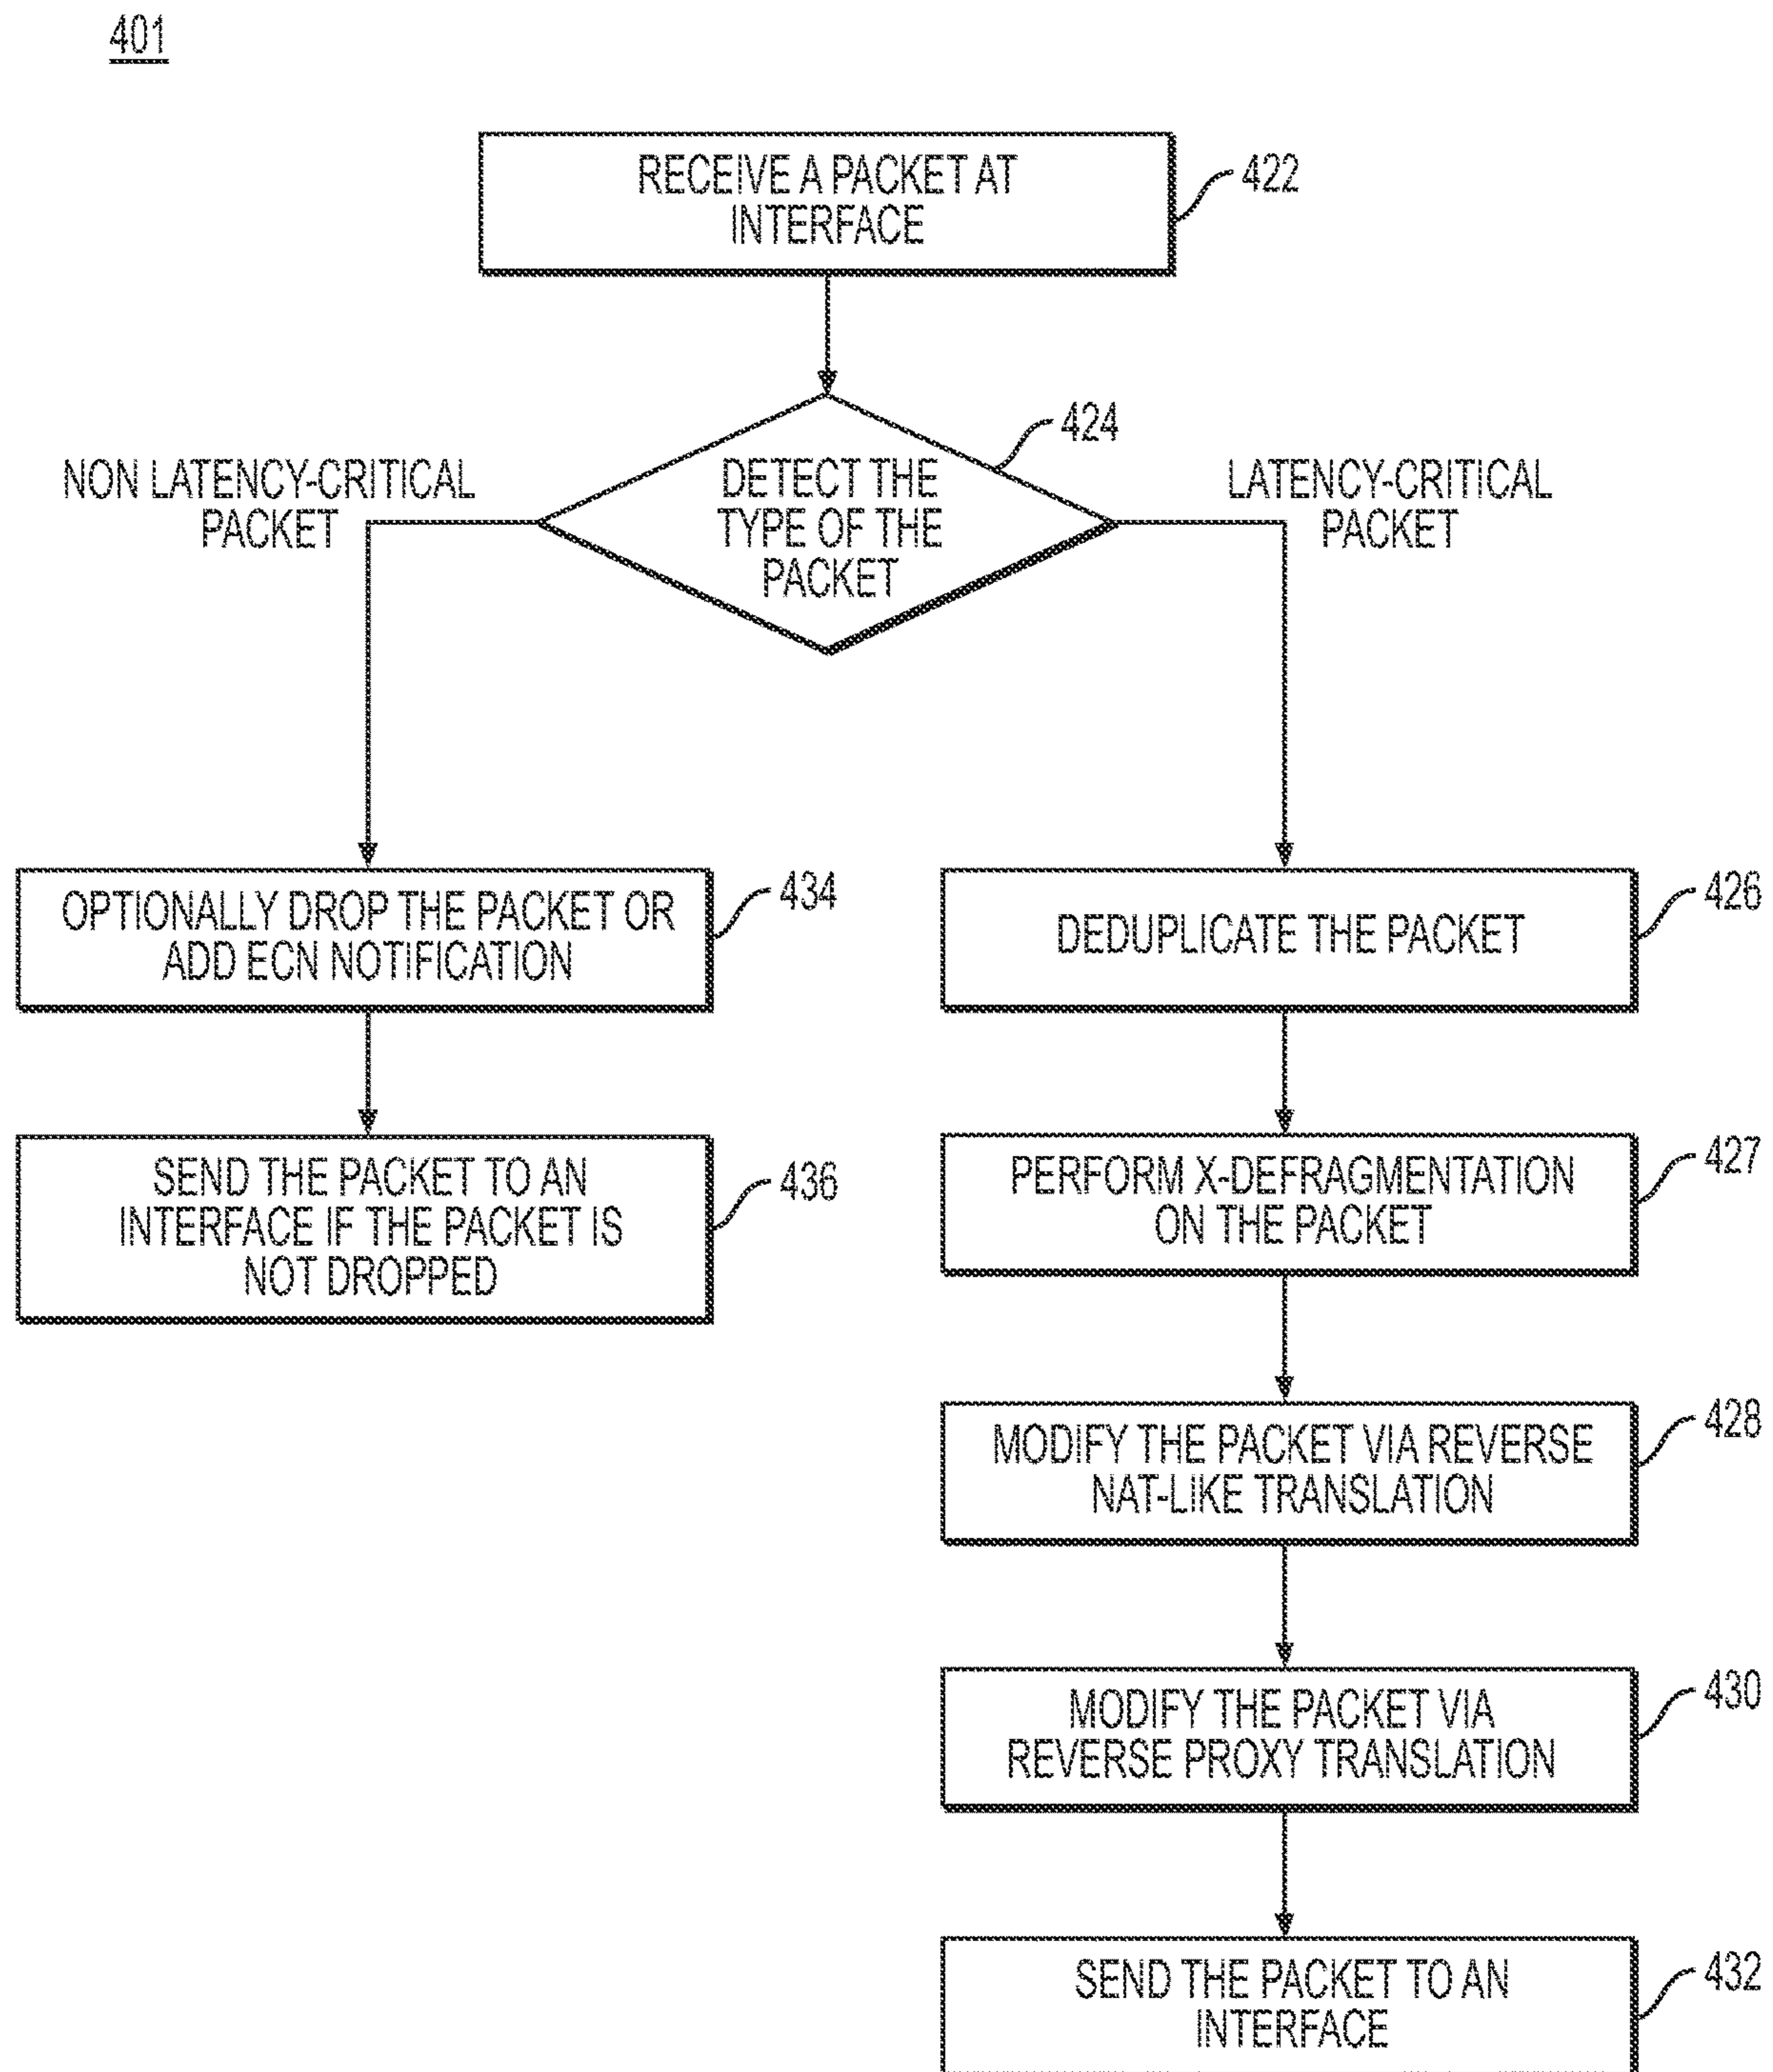 401
RECEIVE A PACKET AT
INTERFACE
422
424
DETECT THE
TYPE OF THE
PACKET
NON LATENCY-CRITICAL
PACKET
LATENCY-CRITICAL
PACKET
OPTIONALLY DROP THE PACKET OR
ADD ECN NOTIFICATION
434
SEND THE PACKET TO AN
INTERFACE IF THE PACKET IS
NOT DROPPED
436
DEDUPLICATE THE PACKET
426
PERFORM X-DEFRAGMENTATION
ON THE PACKET
427
MODIFY THE PACKET VIA REVERSE
NAT-LIKE TRANSLATION
428
MODIFY THE PACKET VIA
REVERSE PROXY TRANSLATION
430
SEND THE PACKET TO AN
INTERFACE
432